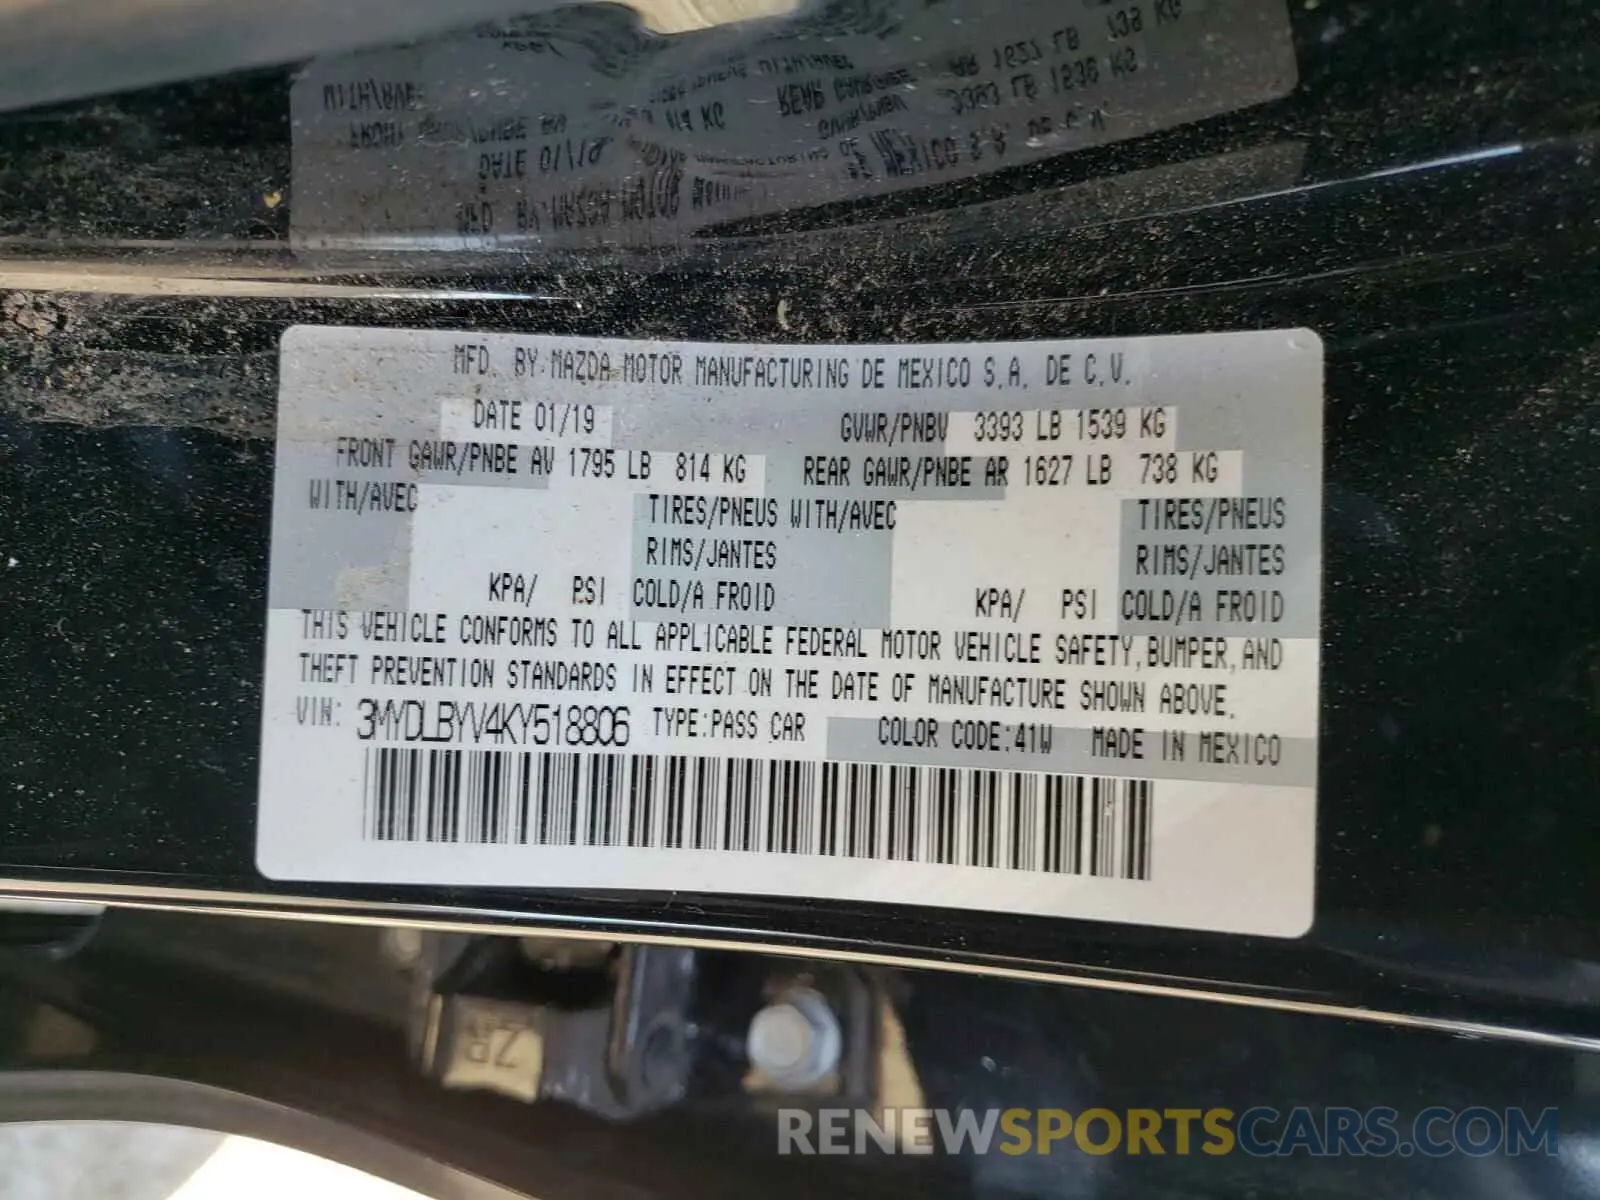 MFD. BY MAZDA MOTOR MANUFACTURING DE MEXICO S.A. DE C.V.
DATE 01/19 GVWR/PNBV 3393 LB 1539 KG
FRONT GAWR/PNBE AV 1795 LB 814 KG REAR GAWR/PNBE AR 1627 LB 738 KG
WITH/AVEC TIRES/PNEUS WITH/AVEC TIRES/PNEUS
RIMS/JANTES RIMS/JANTES
KPA/ PSI COLD/A FROID KPA/ PSI COLD/A FROID
THIS VEHICLE CONFORMS TO ALL APPLICABLE FEDERAL MOTOR VEHICLE SAFETY, BUMPER, AND
THEFT PREVENTION STANDARDS IN EFFECT ON THE DATE OF MANUFACTURE SHOWN ABOVE.
VIN: 3MYDLBYV4KY518806 TYPE: PASS CAR COLOR CODE: 41W MADE IN MEXICO
RENEWSPORTSCARS.COM